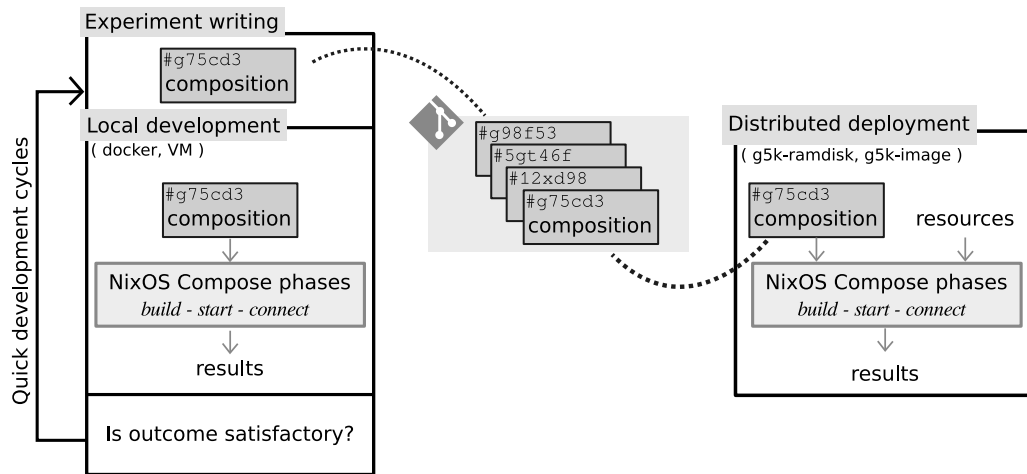 Experiment writing
#g75cd3
composition
Local development
( docker, VM )
#g75cd3
composition
NixOS Compose phases
build - start - connect
results
Is outcome satisfactory?
Quick development cycles
#g98f53
#5gt46f
#12xd98
#g75cd3
composition
Distributed deployment
( g5k-ramdisk, g5k-image )
#g75cd3
composition
resources
NixOS Compose phases
build - start - connect
results